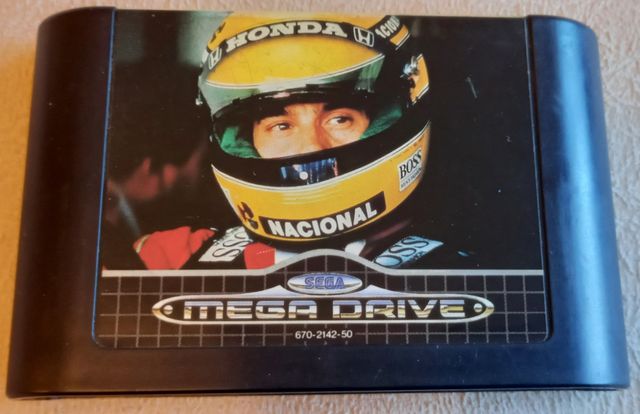 HONDA
BOSS
NACIONAL
BOSS
SEGA
MEGA DRIVE
670-2142-50